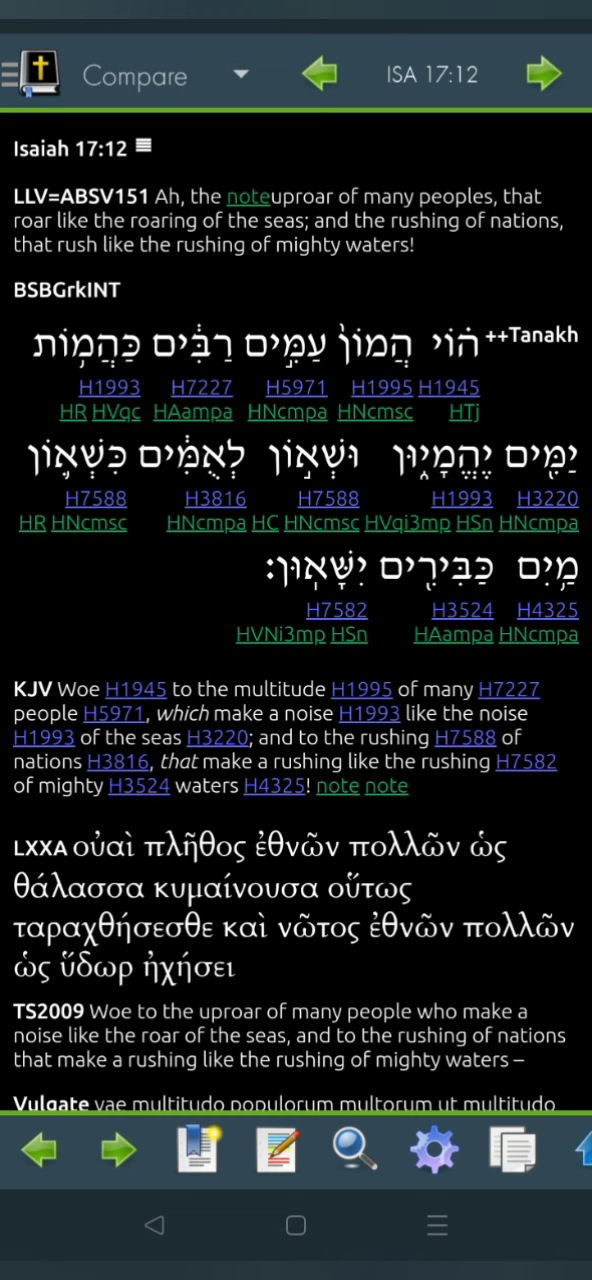 Compare
ISA 17:12
Isaiah 17:12
LLV=ABSV151 Ah, the noteuproar of many peoples, that
roar like the roaring of the seas; and the rushing of nations,
that rush like the rushing of mighty waters!
BSBGrkINT
++Tanakh ה֗וֹי הֲמוֹן֙ עַמִּ֣ים רַבִּ֔ים כַּהֲמ֥וֹת
H1993 H7227 H5971 H1995 H1945
HR HVqc HAampa HNcmpa HNcmsc HTj
יַמִּ֖ים יֶהֱמָי֑וּן וּשְׁא֣וֹן לְאֻמִּ֔ים כִּשְׁא֛וֹן
H7588 H3816 H7588 H1993 H3220
HR HNcmsc HNcmpa HC HNcmsc HVqi3mp HSn HNcmpa
מַ֥יִם כַּבִּירִ֖ים יִשָּׁאֽוּן׃
H7582 H3524 H4325
HVNi3mp HSn HAampa HNcmpa
KJV Woe H1945 to the multitude H1995 of many H7227
people H5971, which make a noise H1993 like the noise
H1993 of the seas H3220; and to the rushing H7588 of
nations H3816, that make a rushing like the rushing H7582
of mighty H3524 waters H4325! note note
LXXA οὐαὶ πλῆθος ἐθνῶν πολλῶν ὡς
θάλασσα κυμαίνουσα οὕτως
ταραχθήσεσθε καὶ νῶτος ἐθνῶν πολλῶν
ὡς ὕδωρ ἠχήσει
TS2009 Woe to the uproar of many people who make a
noise like the roar of the seas, and to the rushing of nations
that make a rushing like the rushing of mighty waters –
Vulgate vae multitudo populorum multorum ut multitudo